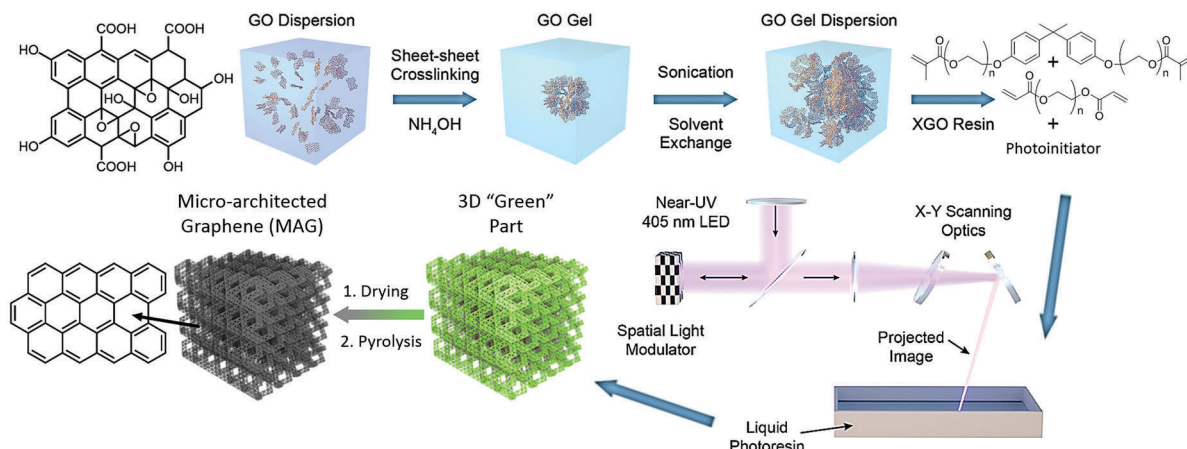 GO Dispersion
GO Gel
GO Gel Dispersion
COOH
COOH
HO
OH
HO
O
OH
O
O
HO
COOH
COOH
OH
Sheet-sheet
Crosslinking
NH4OH
Sonication
Solvent
Exchange
XGO Resin
O
O
n
O
+
O
n
O
O
O
O
n
O
O
+
Photoinitiator
Micro-architected
Graphene (MAG)
3D “Green”
Part
1. Drying
2. Pyrolysis
Near-UV
405 nm LED
X-Y Scanning
Optics
Spatial Light
Modulator
Projected
Image
Liquid
Photoresin